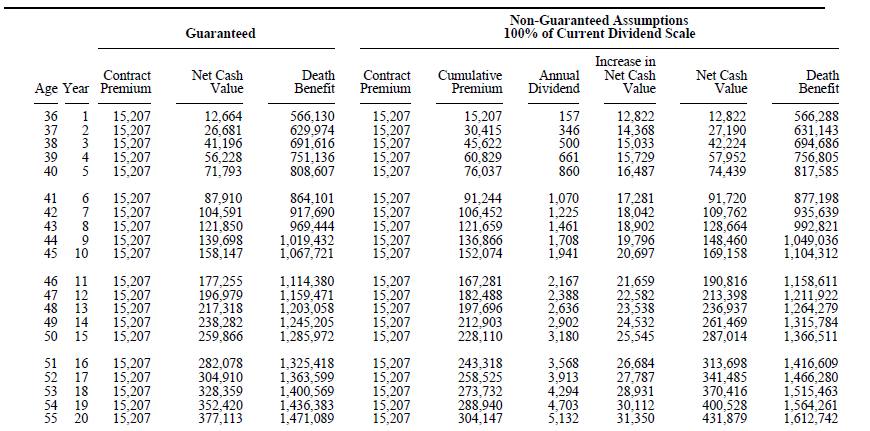 Non-Guaranteed Assumptions
Guaranteed 100% of Current Dividend Scale
Increase in
Contract Net Cash Death Contract Cumulative Annual Net Cash Net Cash Death
Age Year Premium Value Benefit Premium Premium Dividend Value Value Benefit
36 1 15,207 12,664 566,130 15,207 15,207 157 12,822 12,822 566,288
37 2 15,207 26,681 629,974 15,207 30,415 346 14,368 27,190 631,143
38 3 15,207 41,196 691,616 15,207 45,622 500 15,033 42,224 694,686
39 4 15,207 56,228 751,136 15,207 60,829 661 15,729 57,952 756,805
40 5 15,207 71,793 808,607 15,207 76,037 860 16,487 74,439 817,585
41 6 15,207 87,910 864,101 15,207 91,244 1,070 17,281 91,720 877,198
42 7 15,207 104,591 917,690 15,207 106,452 1,225 18,042 109,762 935,639
43 8 15,207 121,850 969,444 15,207 121,659 1,461 18,902 128,664 992,821
44 9 15,207 139,698 1,019,432 15,207 136,866 1,708 19,796 148,460 1,049,036
45 10 15,207 158,147 1,067,721 15,207 152,074 1,941 20,697 169,158 1,104,312
46 11 15,207 177,255 1,114,380 15,207 167,281 2,167 21,659 190,816 1,158,611
47 12 15,207 196,979 1,159,471 15,207 182,488 2,388 22,582 213,398 1,211,922
48 13 15,207 217,318 1,203,058 15,207 197,696 2,636 23,538 236,937 1,264,279
49 14 15,207 238,282 1,245,205 15,207 212,903 2,902 24,532 261,469 1,315,784
50 15 15,207 259,866 1,285,972 15,207 228,110 3,180 25,545 287,014 1,366,511
51 16 15,207 282,078 1,325,418 15,207 243,318 3,568 26,684 313,698 1,416,609
52 17 15,207 304,910 1,363,599 15,207 258,525 3,913 27,787 341,485 1,466,280
53 18 15,207 328,359 1,400,569 15,207 273,732 4,294 28,931 370,416 1,515,463
54 19 15,207 352,420 1,436,383 15,207 288,940 4,703 30,112 400,528 1,564,261
55 20 15,207 377,113 1,471,089 15,207 304,147 5,132 31,350 431,879 1,612,742